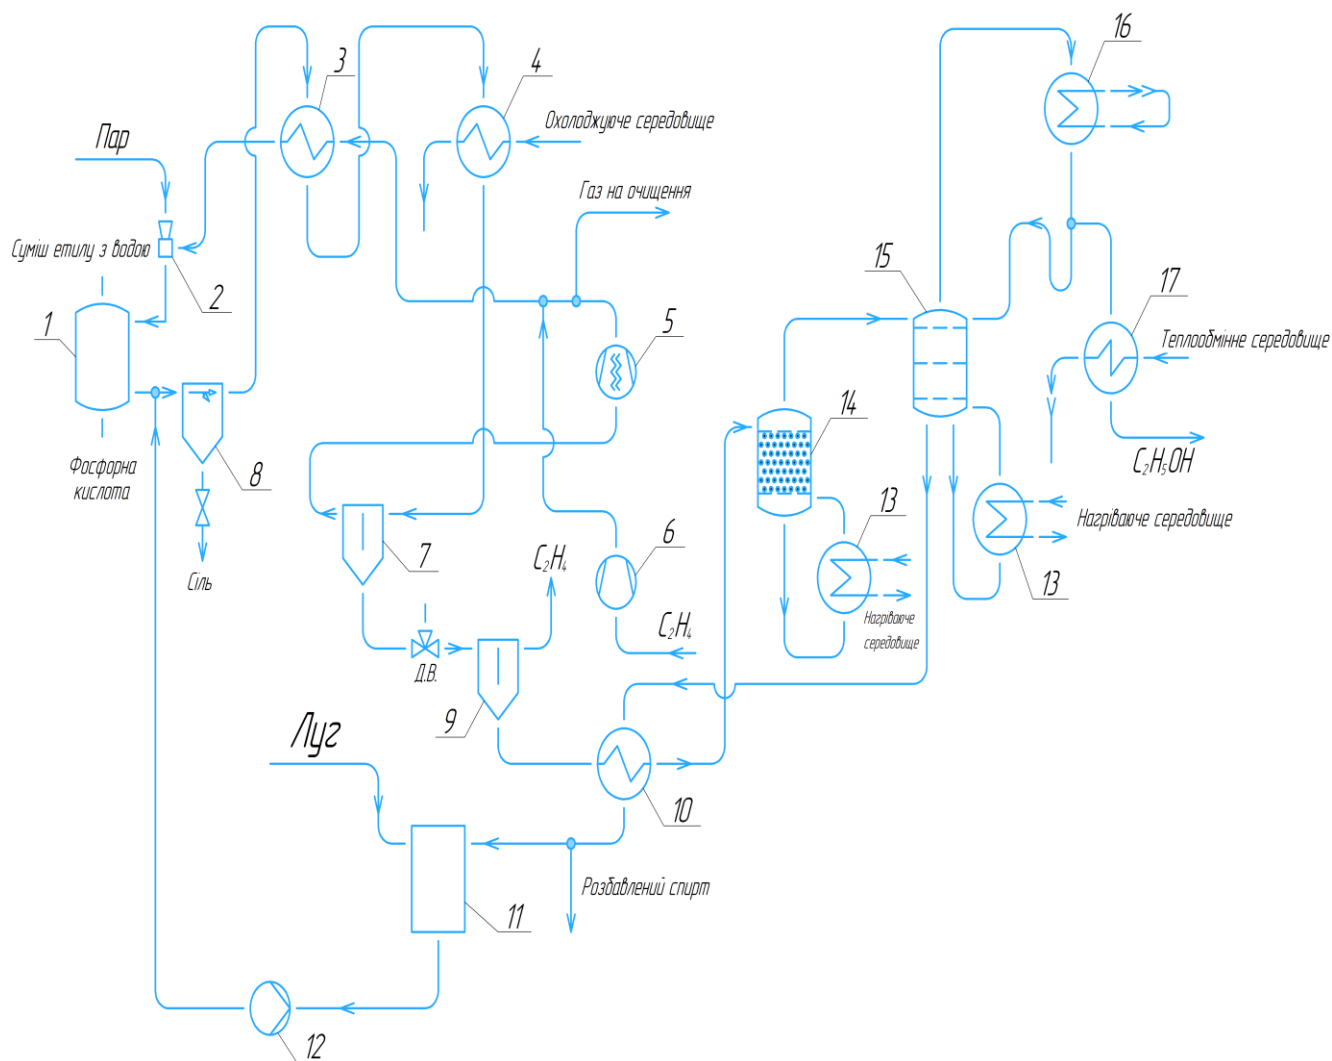 16
3
4
Охолоджуюче середовище
Пар
Газ на очищення
Суміш етилу з водою
2
15
17
1
5
Теплообмінне середовище
14
Фосфорна
кислота
8
C₂H₅OH
13
Нагріваюче середовище
7
6
C₂H₄
Сіль
13
C₂H₄
Нагріваюче
середовище
Д.В.
9
Луг
10
Розбавлений спирт
11
12